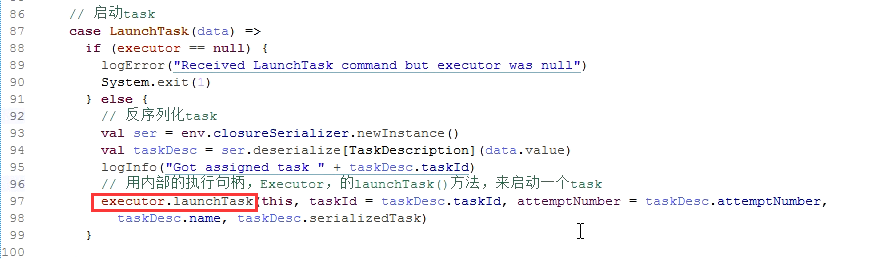 86 // 启动task
87 case LaunchTask(data) =>
88 if (executor == null) {
89 logError("Received LaunchTask command but executor was null")
90 System.exit(1)
91 } else {
92 // 反序列化task
93 val ser = env.closureSerializer.newInstance()
94 val taskDesc = ser.deserialize[TaskDescription](data.value)
95 logInfo("Got assigned task " + taskDesc.taskId)
96 // 用内部的执行句柄，Executor，的launchTask()方法，来启动一个task
97 executor.launchTask(this, taskId = taskDesc.taskId, attemptNumber = taskDesc.attemptNumber,
98 taskDesc.name, taskDesc.serializedTask)
99 }
100